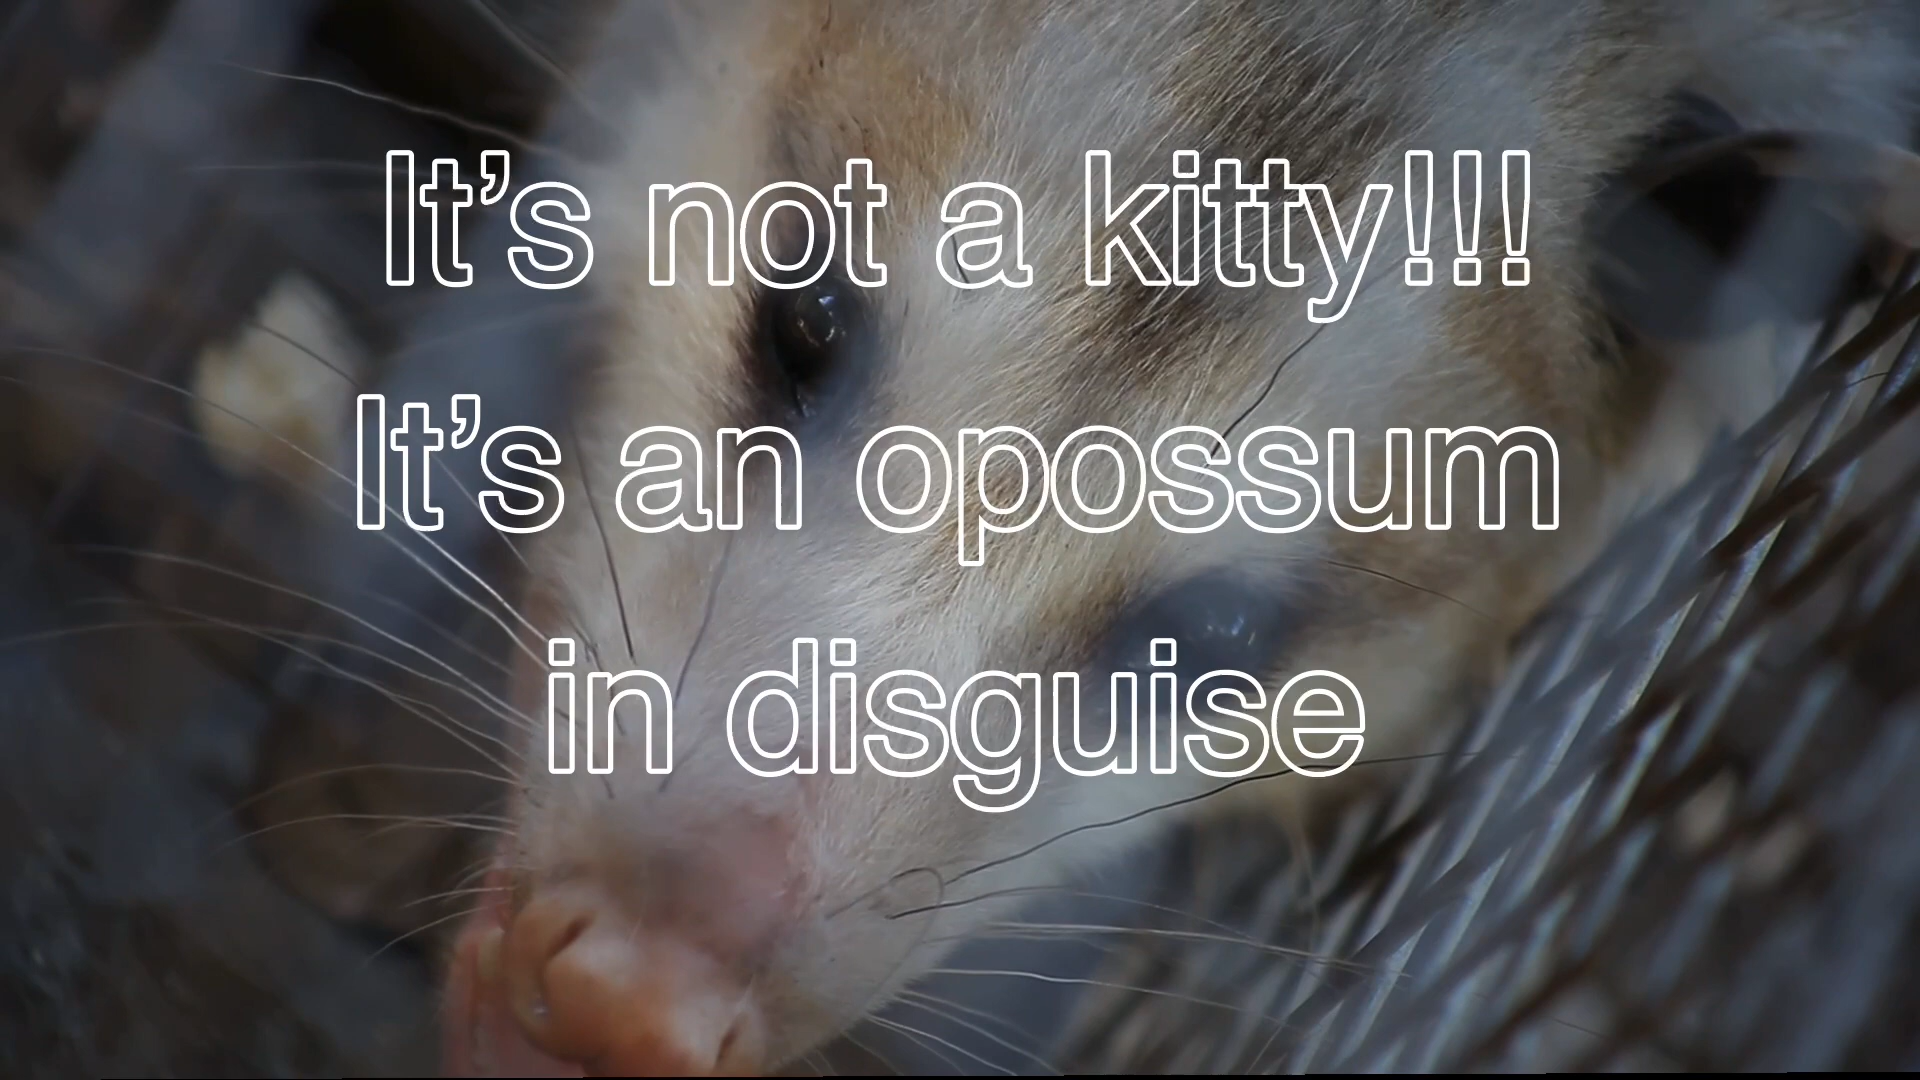 It’s not a kitty!!!
It’s an opossum
in disguise